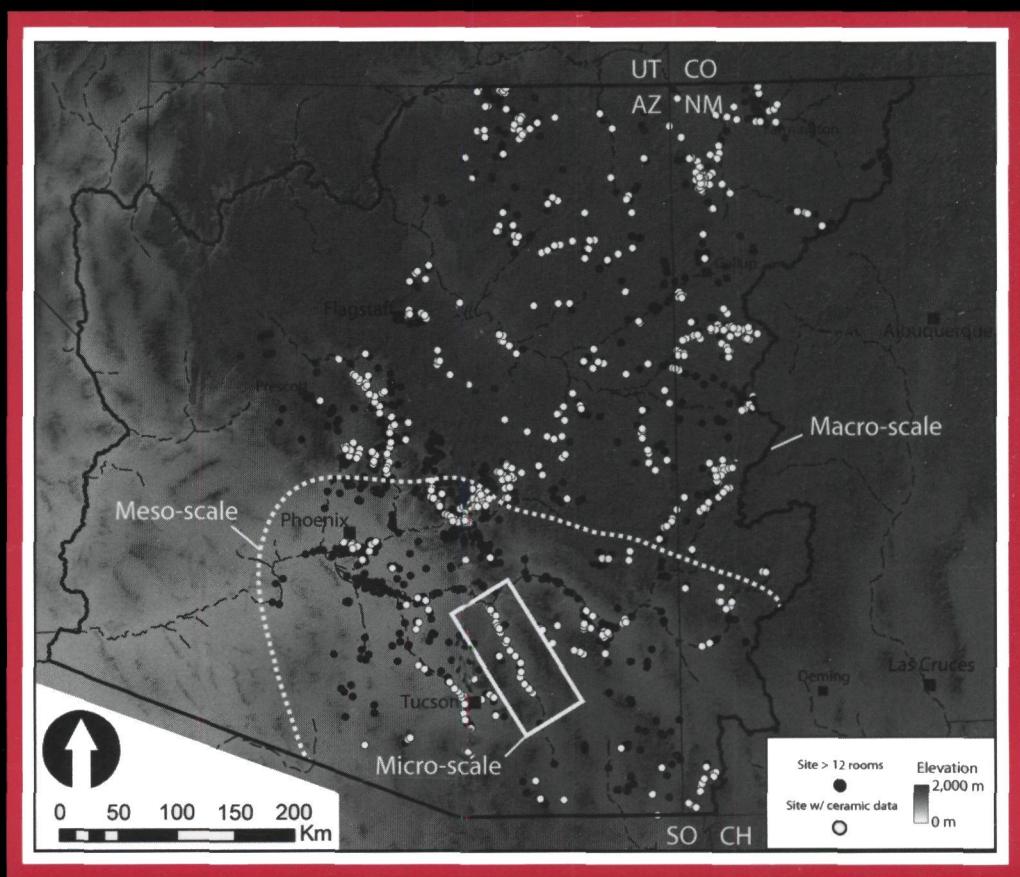 UT CO
AZ NM
Farmington
Gallup
Flagstaff
Albuquerque
Prescott
Macro-scale
Meso-scale
Phoenix
Las Cruces
Deming
Tucson
Micro-scale
Site > 12 rooms
Site w/ ceramic data
Elevation
2,000 m
0 m
0 50 100 150 200
Km
SO CH